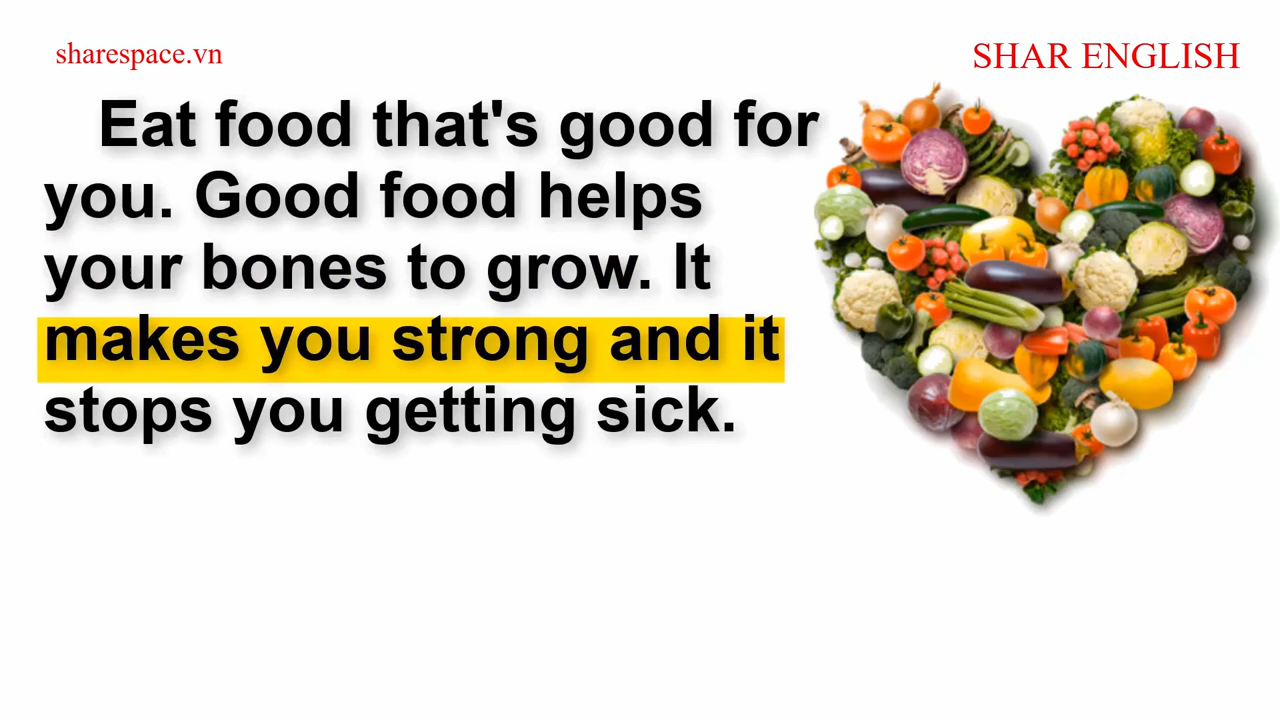 sharespace.vn
SHAR ENGLISH
Eat food that's good for
you. Good food helps
your bones to grow. It
makes you strong and it
stops you getting sick.